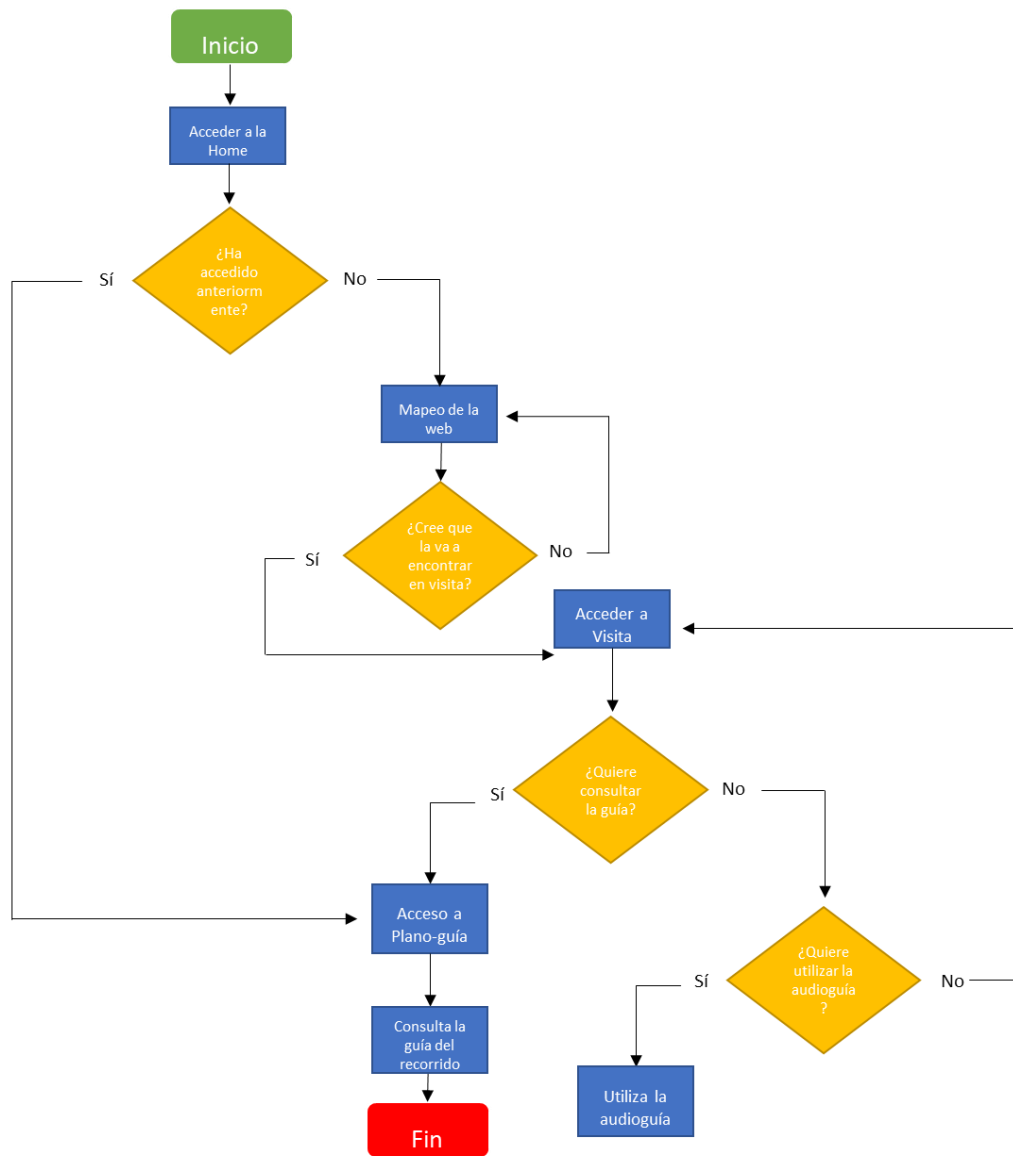 Inicio
Acceder a la
Home
¿Ha
accedido
anteriorm
ente?
Sí
No
Mapeo de la
web
¿Cree que
la va a
encontrar
en visita?
Sí
No
Acceder a
Visita
¿Quiere
consultar
la guía?
Sí
No
Acceso a
Plano-guía
¿Quiere
utilizar la
audioguía
?
Sí
No
Consulta la
guía del
recorrido
Utiliza la
audioguía
Fin